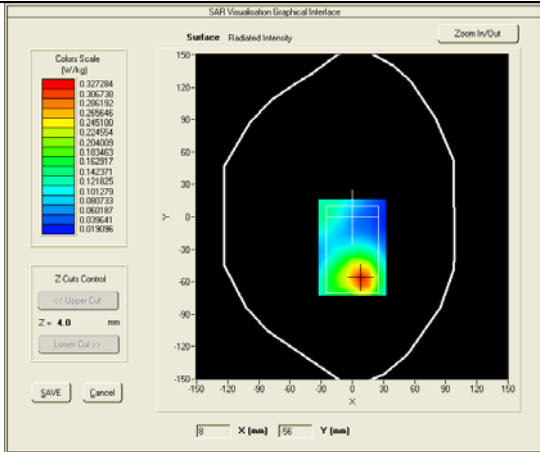 SAR Visualisation Graphical Interface
Surface Radiated Intensity
Zoom In/Out
Colors Scale
(W/kg)
0.327284
0.306738
0.286192
0.265646
0.245100
0.224554
0.204009
0.183463
0.162917
0.142371
0.121825
0.101279
0.080733
0.060187
0.039641
0.019096
150
120
90
60
30
0
-30
-60
-90
-120
-150
Y
-150 -120 -90 -60 -30 0 30 60 90 120 150
X
Z Cuts Control
<< Upper Cut
Z = 4.0 mm
Lower Cut >>
SAVE Cancel
8 X (mm) -56 Y (mm)